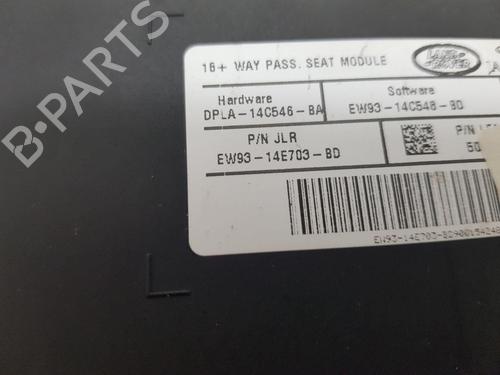 16+ WAY PASS. SEAT MODULE
LAND-
ROVER
Hardware
DPLA-14C546-BA
Software
EW93-14C548-BD
P/N JLR
EW93-14E703-BD
P/N
50
B-PARTS